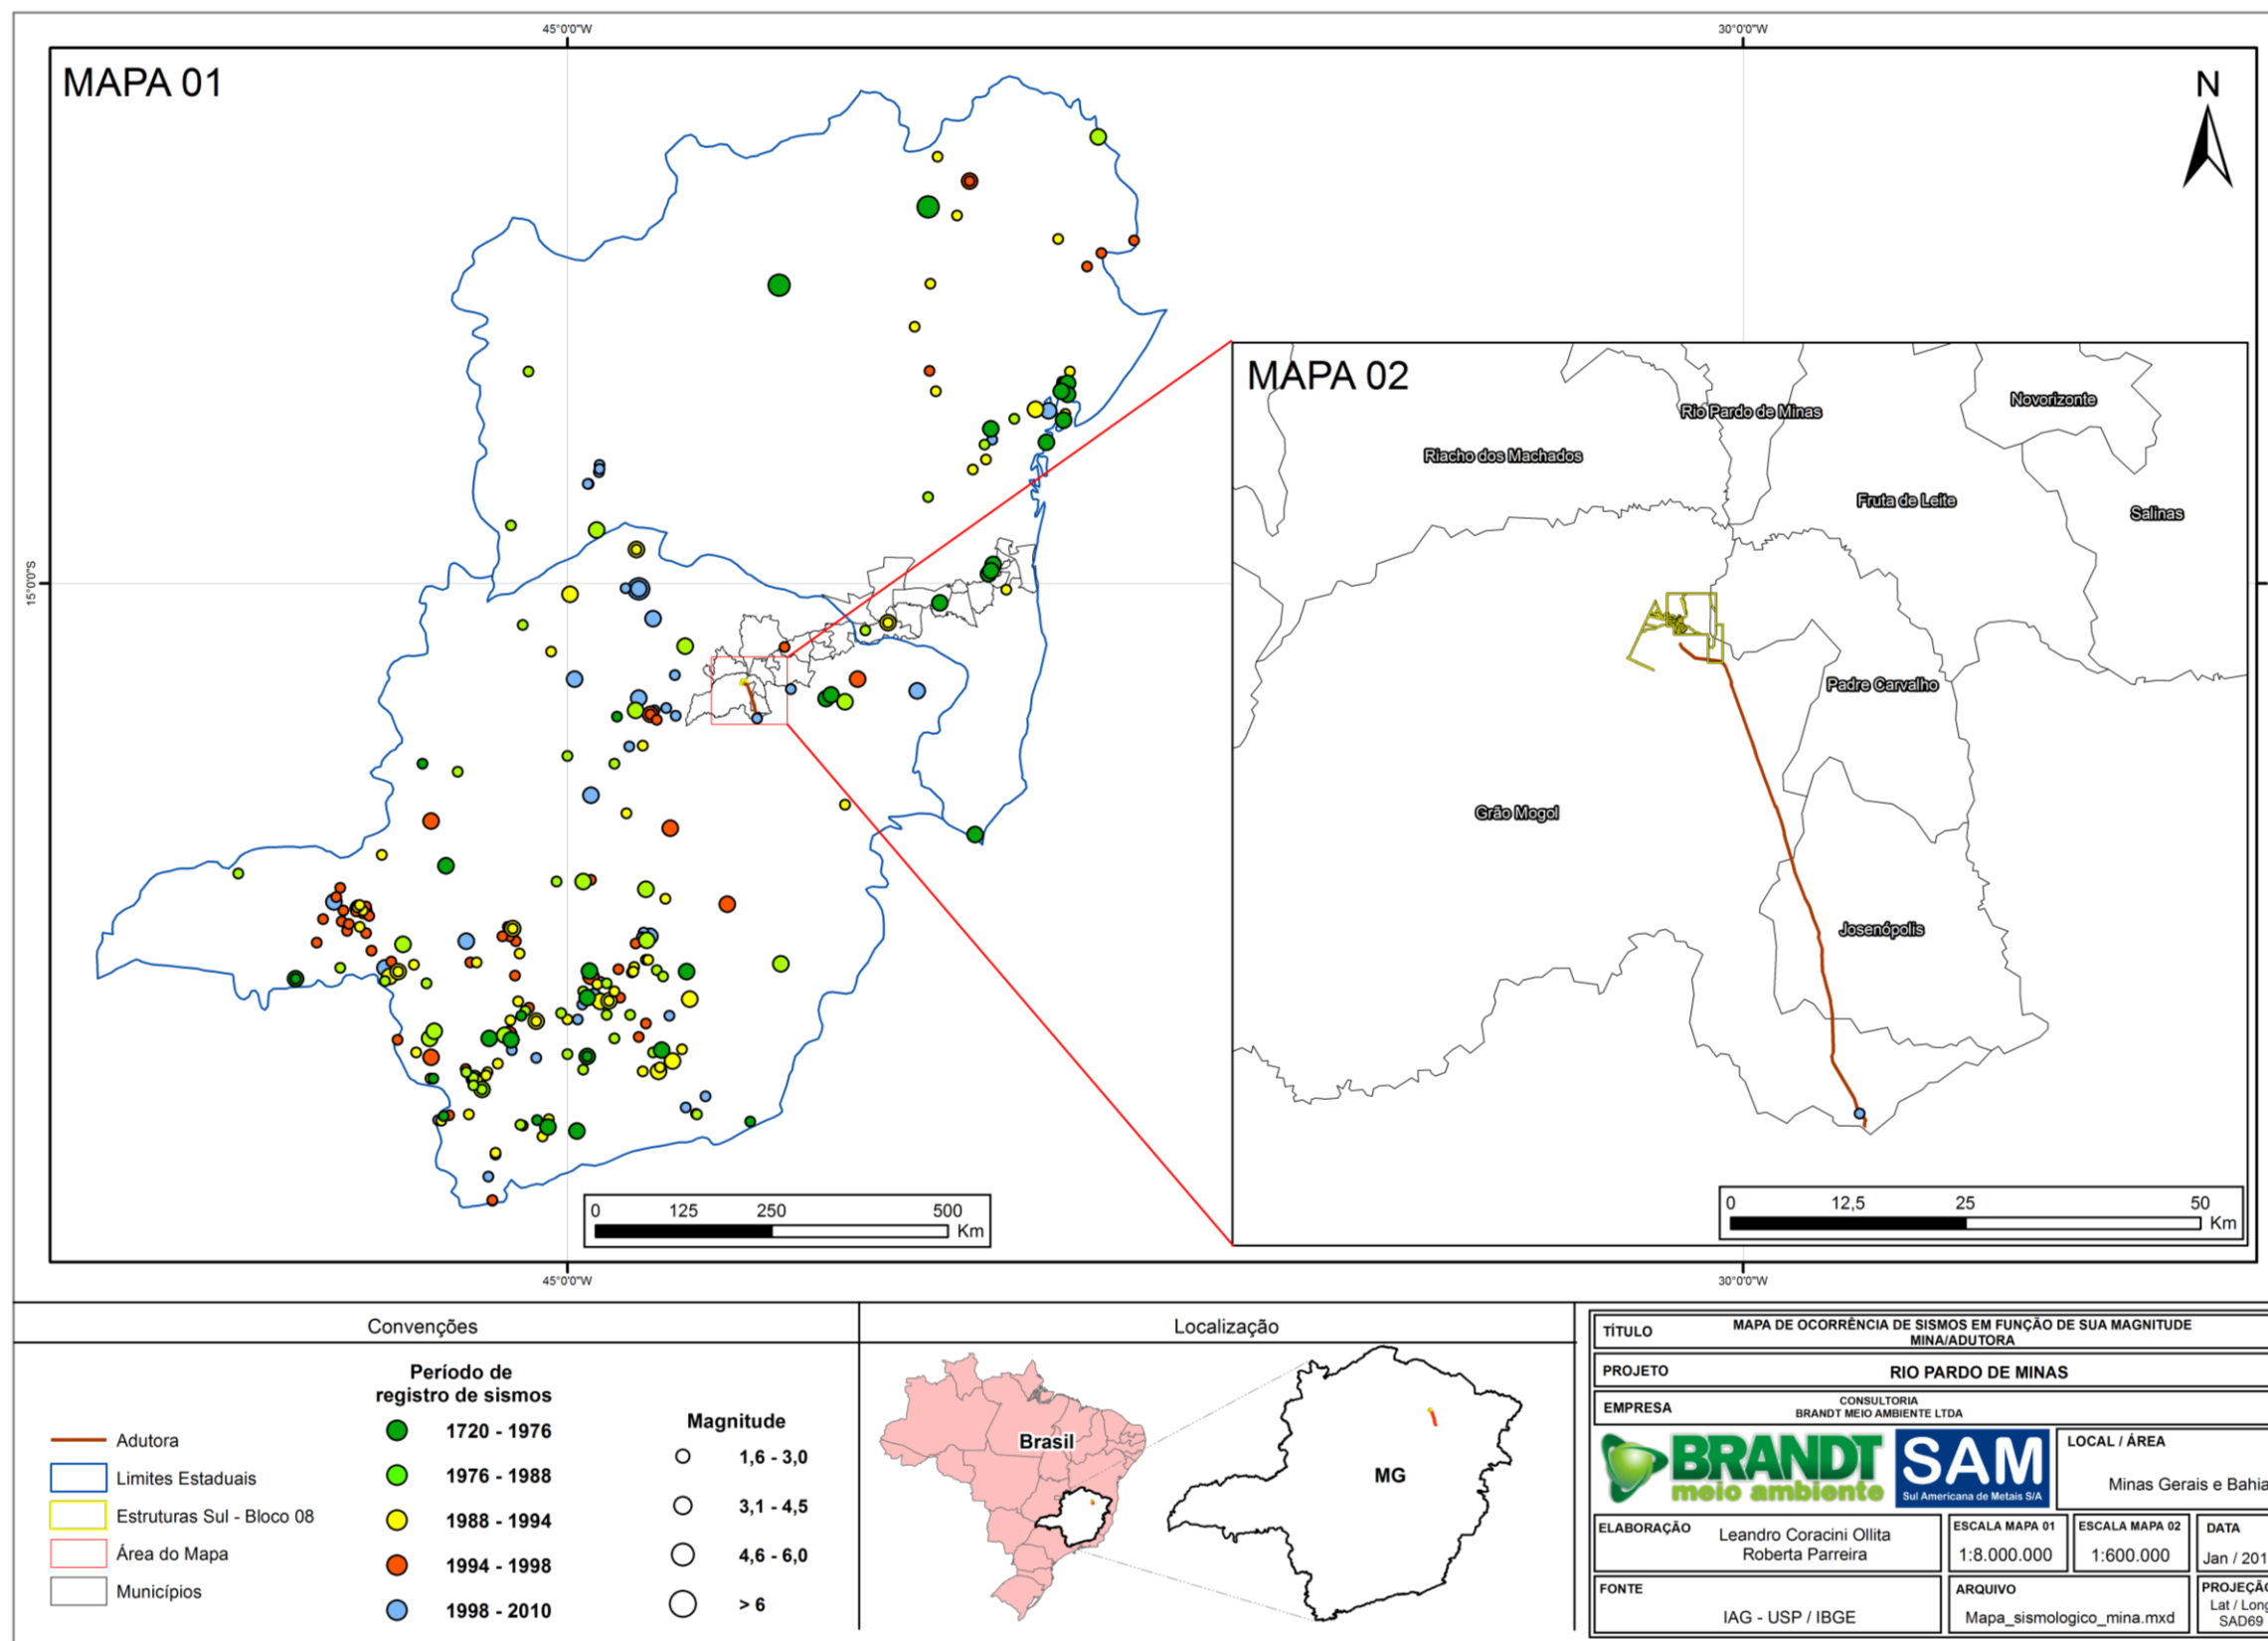 45°0'0"W
30°0'0"W
MAPA 01
N
MAPA 02
Rio Pardo de Minas
Novorizonte
Riacho dos Machados
Fruta de Leite
Salinas
15°0'0"S
Padre Carvalho
Grão Mogol
Josenópolis
0 125 250 500
Km
0 12,5 25 50
Km
45°0'0"W
30°0'0"W
Convenções
Adutora
Limites Estaduais
Estruturas Sul - Bloco 08
Área do Mapa
Municípios
Período de
registro de sismos
1720 - 1976
1976 - 1988
1988 - 1994
1994 - 1998
1998 - 2010
Magnitude
1,6 - 3,0
3,1 - 4,5
4,6 - 6,0
> 6
Localização
Brasil
MG
TÍTULO
MAPA DE OCORRÊNCIA DE SISMOS EM FUNÇÃO DE SUA MAGNITUDE
MINA/ADUTORA
PROJETO
RIO PARDO DE MINAS
EMPRESA
CONSULTORIA
BRANDT MEIO AMBIENTE LTDA
BRANDT
meio ambiente
SAM
Sul Americana de Metais S/A
LOCAL / ÁREA
Minas Gerais e Bahia
ELABORAÇÃO
Leandro Coracini Ollita
Roberta Parreira
ESCALA MAPA 01
1:8.000.000
ESCALA MAPA 02
1:600.000
DATA
Jan / 201
FONTE
IAG - USP / IBGE
ARQUIVO
Mapa_sismologico_mina.mxd
PROJEÇÃO
Lat / Long
SAD69